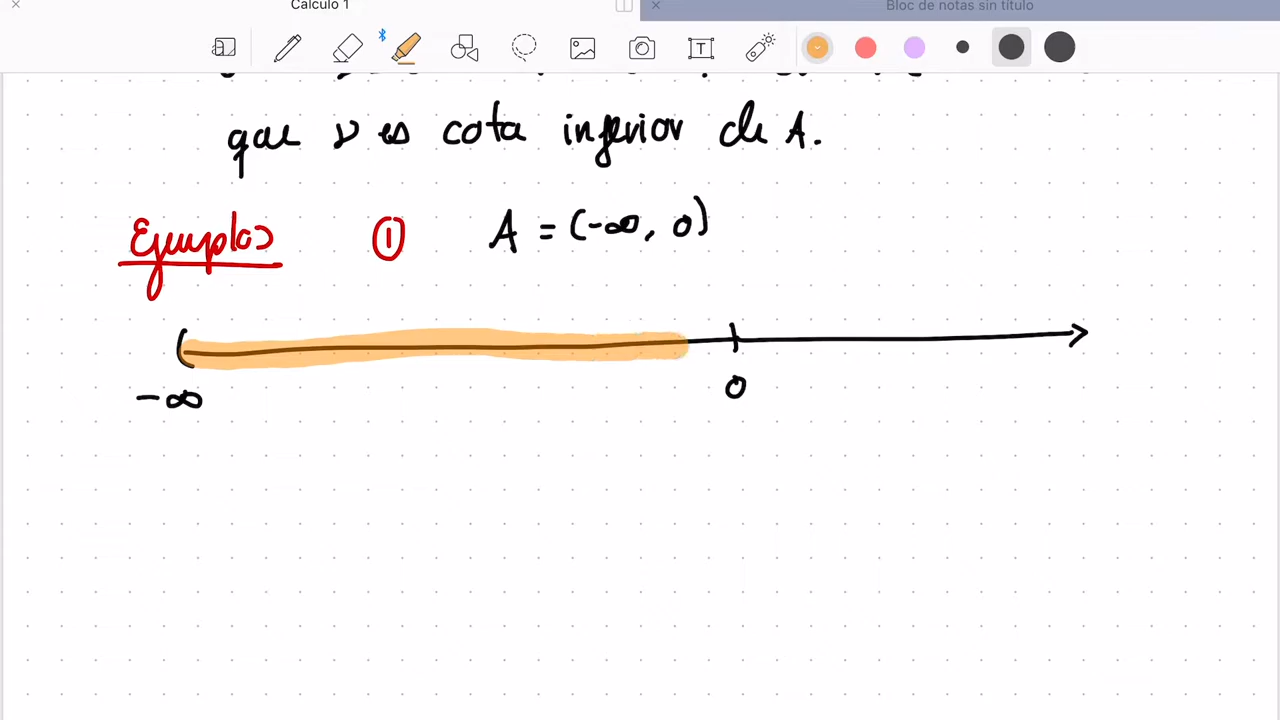 Calculo 1
Bloc de notas sin título
que ν es cota inferior de A.
Ejemplos ① A = (-∞, 0)
-∞ 0